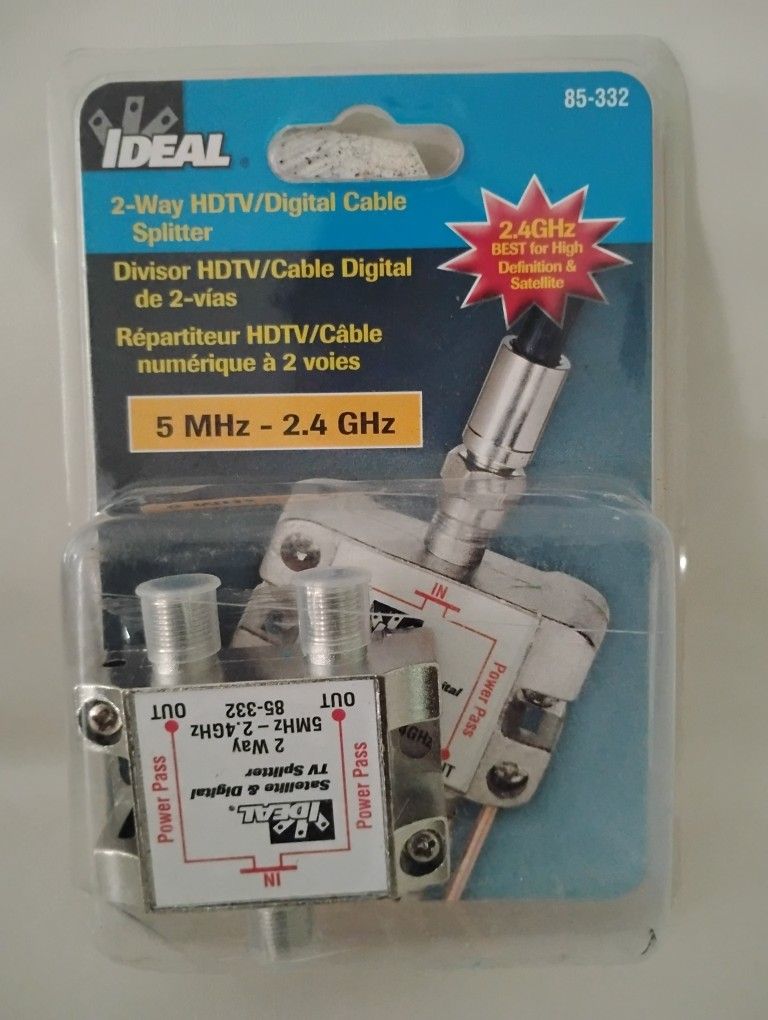 85-332
IDEAL
2-Way HDTV/Digital Cable
Splitter
Divisor HDTV/Cable Digital
de 2-vías
Répartiteur HDTV/Câble
numérique à 2 voies
2.4GHz
BEST for High
Definition &
Satellite
5 MHz - 2.4 GHz
IN
Power Pass
OUT
OUT
Power Pass
Power Pass
IDEAL
Satellite & Digital
TV Splitter
2 Way
5MHz - 2.4GHz
85-332
IN